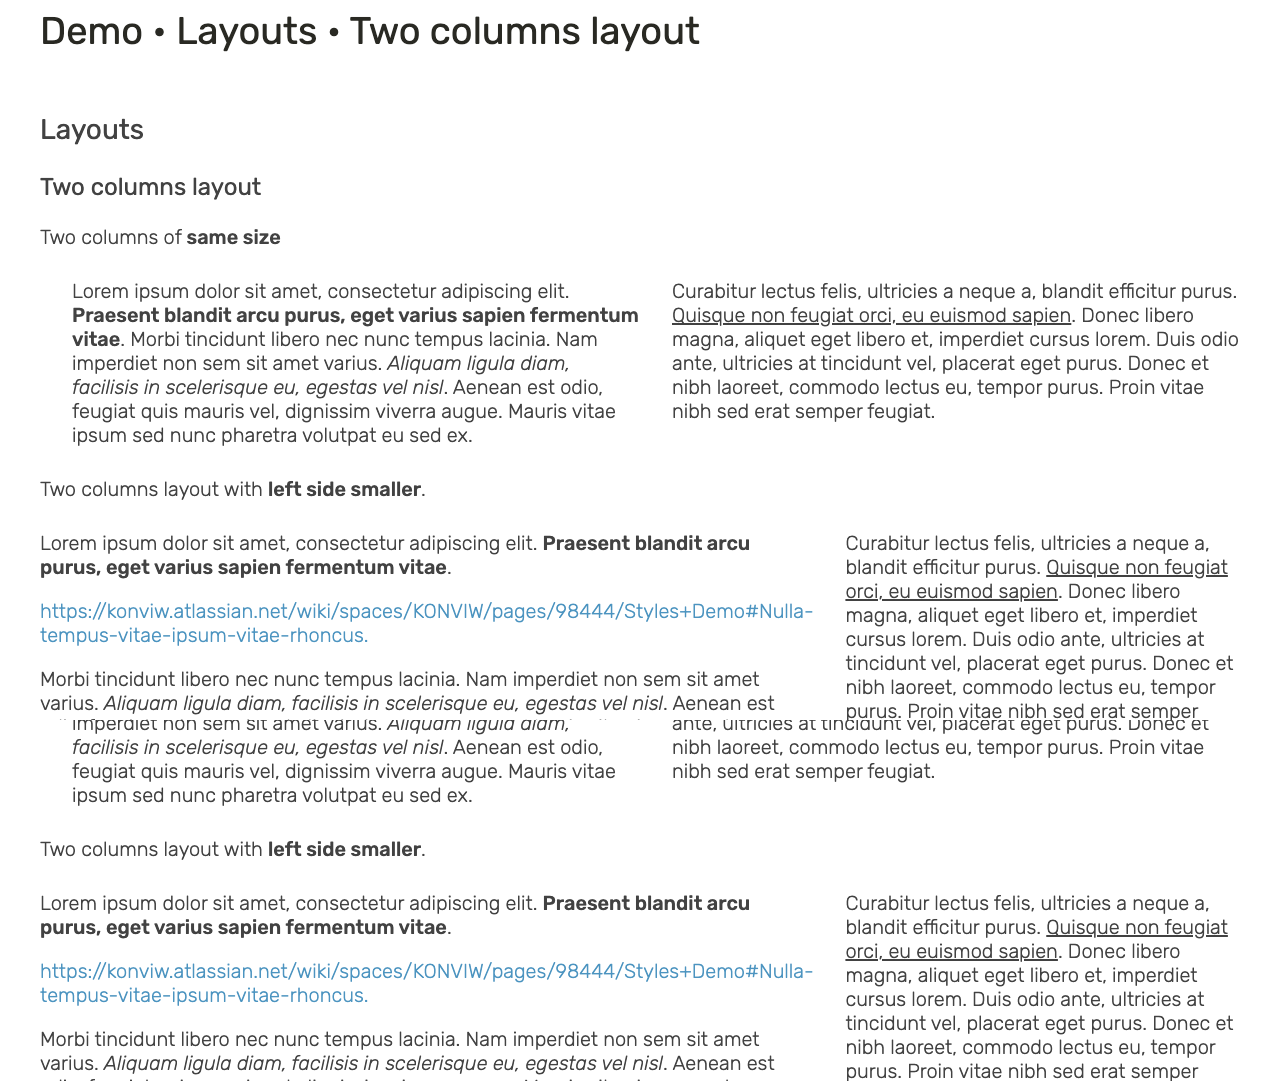 Demo • Layouts • Two columns layout
Layouts
Two columns layout
Two columns of same size
Lorem ipsum dolor sit amet, consectetur adipiscing elit.
Praesent blandit arcu purus, eget varius sapien fermentum
vitae. Morbi tincidunt libero nec nunc tempus lacinia. Nam
imperdiet non sem sit amet varius. Aliquam ligula diam,
facilisis in scelerisque eu, egestas vel nisl. Aenean est odio,
feugiat quis mauris vel, dignissim viverra augue. Mauris vitae
ipsum sed nunc pharetra volutpat eu sed ex.
Curabitur lectus felis, ultricies a neque a, blandit efficitur purus.
Quisque non feugiat orci, eu euismod sapien. Donec libero
magna, aliquet eget libero et, imperdiet cursus lorem. Duis odio
ante, ultricies at tincidunt vel, placerat eget purus. Donec et
nibh laoreet, commodo lectus eu, tempor purus. Proin vitae
nibh sed erat semper feugiat.
Two columns layout with left side smaller.
Lorem ipsum dolor sit amet, consectetur adipiscing elit. Praesent blandit arcu
purus, eget varius sapien fermentum vitae.
https://konviw.atlassian.net/wiki/spaces/KONVIW/pages/98444/Styles+Demo#Nulla-
tempus-vitae-ipsum-vitae-rhoncus.
Morbi tincidunt libero nec nunc tempus lacinia. Nam imperdiet non sem sit amet
varius. Aliquam ligula diam, facilisis in scelerisque eu, egestas vel nisl. Aenean est
Curabitur lectus felis, ultricies a neque a,
blandit efficitur purus. Quisque non feugiat
orci, eu euismod sapien. Donec libero
magna, aliquet eget libero et, imperdiet
cursus lorem. Duis odio ante, ultricies at
tincidunt vel, placerat eget purus. Donec et
nibh laoreet, commodo lectus eu, tempor
purus. Proin vitae nibh sed erat semper
imperdiet non sem sit amet varius. Aliquam ligula diam,
facilisis in scelerisque eu, egestas vel nisl. Aenean est odio,
feugiat quis mauris vel, dignissim viverra augue. Mauris vitae
ipsum sed nunc pharetra volutpat eu sed ex.
ante, ultricies at tincidunt vel, placerat eget purus. Donec et
nibh laoreet, commodo lectus eu, tempor purus. Proin vitae
nibh sed erat semper feugiat.
Two columns layout with left side smaller.
Lorem ipsum dolor sit amet, consectetur adipiscing elit. Praesent blandit arcu
purus, eget varius sapien fermentum vitae.
https://konviw.atlassian.net/wiki/spaces/KONVIW/pages/98444/Styles+Demo#Nulla-
tempus-vitae-ipsum-vitae-rhoncus.
Morbi tincidunt libero nec nunc tempus lacinia. Nam imperdiet non sem sit amet
varius. Aliquam ligula diam, facilisis in scelerisque eu, egestas vel nisl. Aenean est
Curabitur lectus felis, ultricies a neque a,
blandit efficitur purus. Quisque non feugiat
orci, eu euismod sapien. Donec libero
magna, aliquet eget libero et, imperdiet
cursus lorem. Duis odio ante, ultricies at
tincidunt vel, placerat eget purus. Donec et
nibh laoreet, commodo lectus eu, tempor
purus. Proin vitae nibh sed erat semper